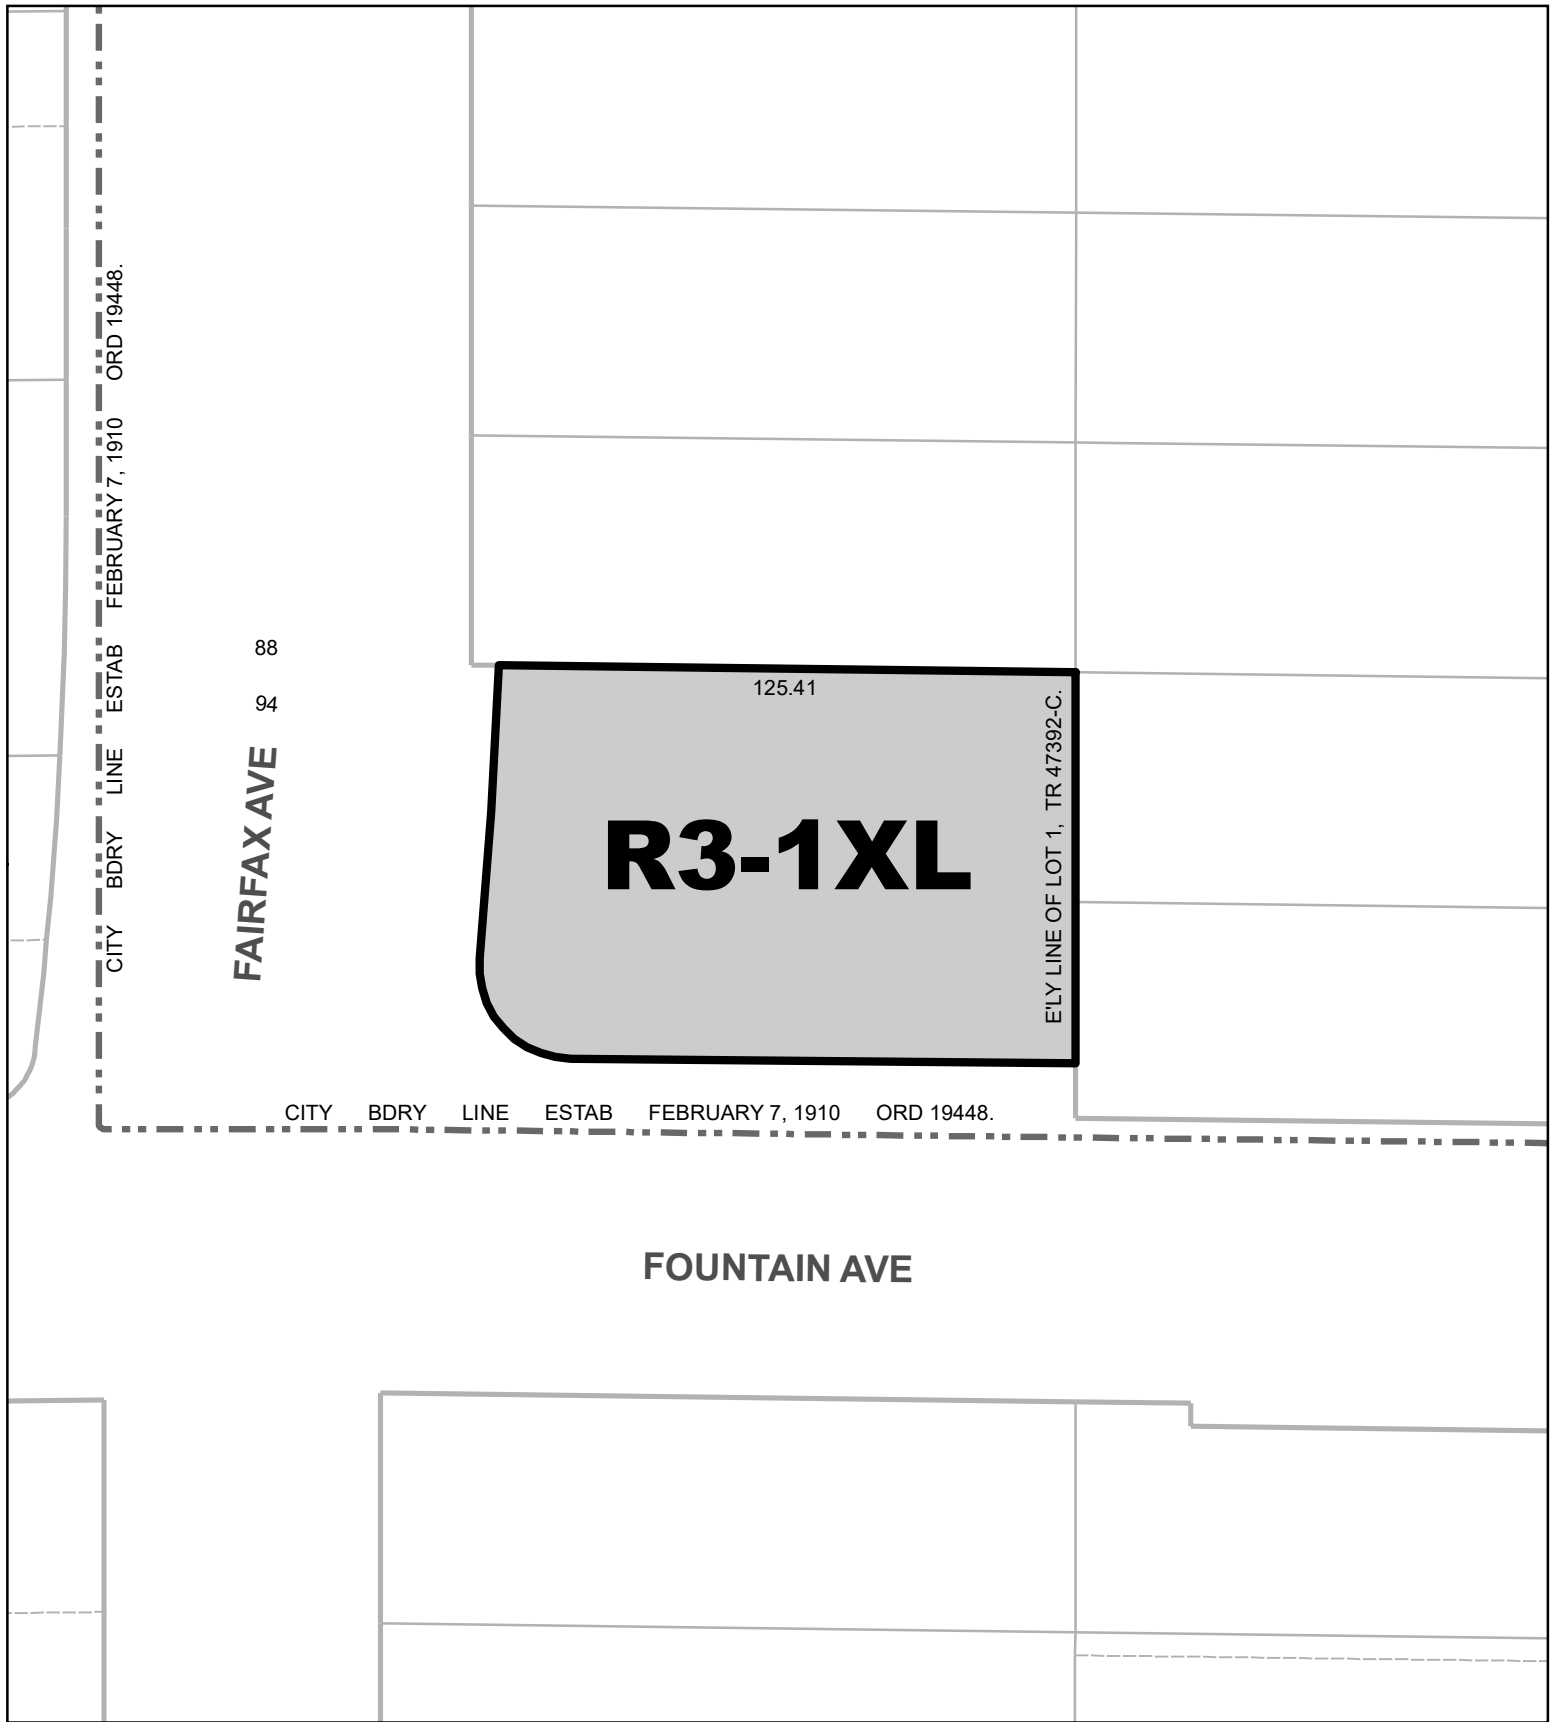 CITY BDRY LINE ESTAB FEBRUARY 7, 1910 ORD 19448.
88
94
FAIRFAX AVE
125.41
R3-1XL
E'LY LINE OF LOT 1, TR 47392-C.
CITY BDRY LINE ESTAB FEBRUARY 7, 1910 ORD 19448.
FOUNTAIN AVE